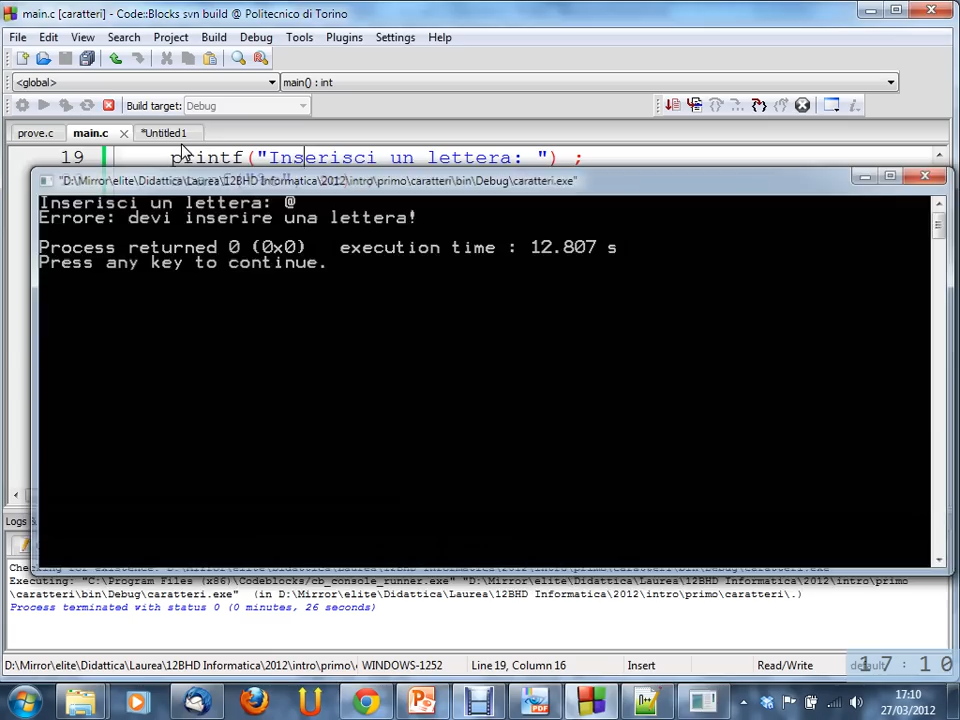 main.c [caratteri] - Code::Blocks svn build @ Politecnico di Torino
File Edit View Search Project Build Debug Tools Plugins Settings Help
<global> main() : int
Build target: Debug
prove.c main.c *Untitled1
19 printf("Inserisci un lettera: ") ;
"D:\Mirror\elite\Didattica\Laurea\12BHD Informatica\2012\intro\primo\caratteri\bin\Debug\caratteri.exe"
Inserisci un lettera: @
Errore: devi inserire una lettera!
Process returned 0 (0x0) execution time : 12.807 s
Press any key to continue.
Logs &
Executing: "C:\Program Files (x86)\Codeblocks/cb_console_runner.exe" "D:\Mirror\elite\Didattica\Laurea\12BHD Informatica\2012\intro\primo
\caratteri\bin\Debug\caratteri.exe" (in D:\Mirror\elite\Didattica\Laurea\12BHD Informatica\2012\intro\primo\caratteri\.)
Process terminated with status 0 (0 minutes, 26 seconds)
D:\Mirror\elite\Didattica\Laurea\12BHD Informatica\2012\intro\primo\ WINDOWS-1252 Line 19, Column 16 Insert Read/Write default
17:10
17:10
27/03/2012